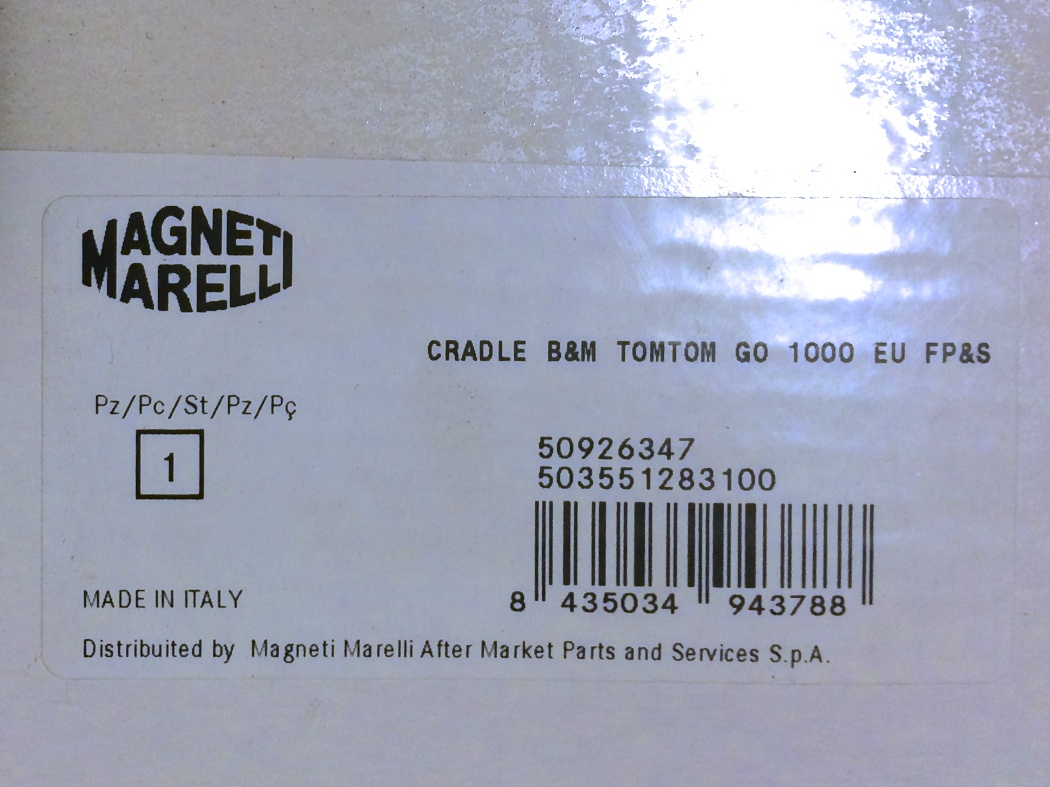 MAGNETI
MARELLI
CRADLE B&M TOMTOM GO 1000 EU FP&S
Pz/Pc/St/Pz/Pç
1
50926347
503551283100
8 435034 943788
MADE IN ITALY
Distribuited by Magneti Marelli After Market Parts and Services S.p.A.